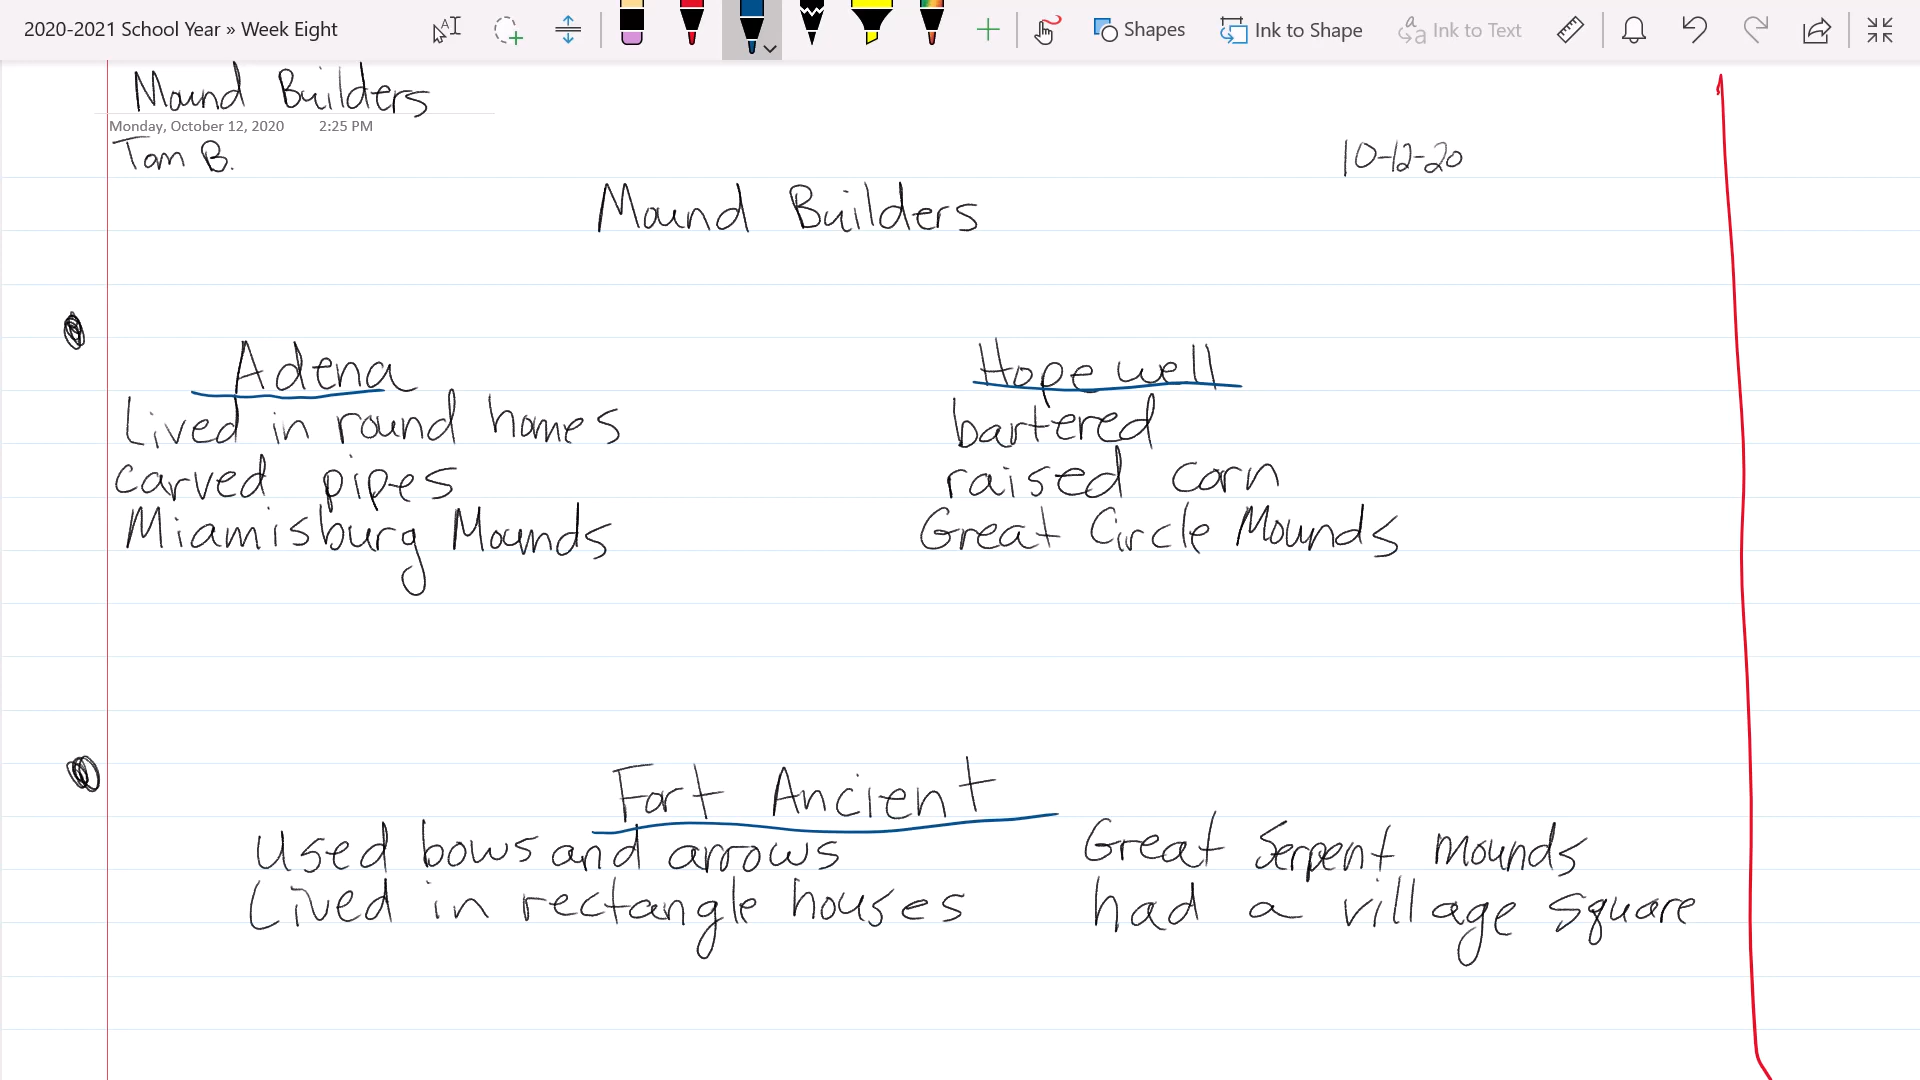 2020-2021 School Year » Week Eight
Shapes
Ink to Shape
Ink to Text
Mound Builders
Monday, October 12, 2020 2:25 PM
Tom B.
10-12-20
Mound Builders
Adena
Lived in round homes
carved pipes
Miamisburg Mounds
Hopewell
bartered
raised corn
Great Circle Mounds
Fort Ancient
Used bows and arrows
Lived in rectangle houses
Great Serpent Mounds
had a village square